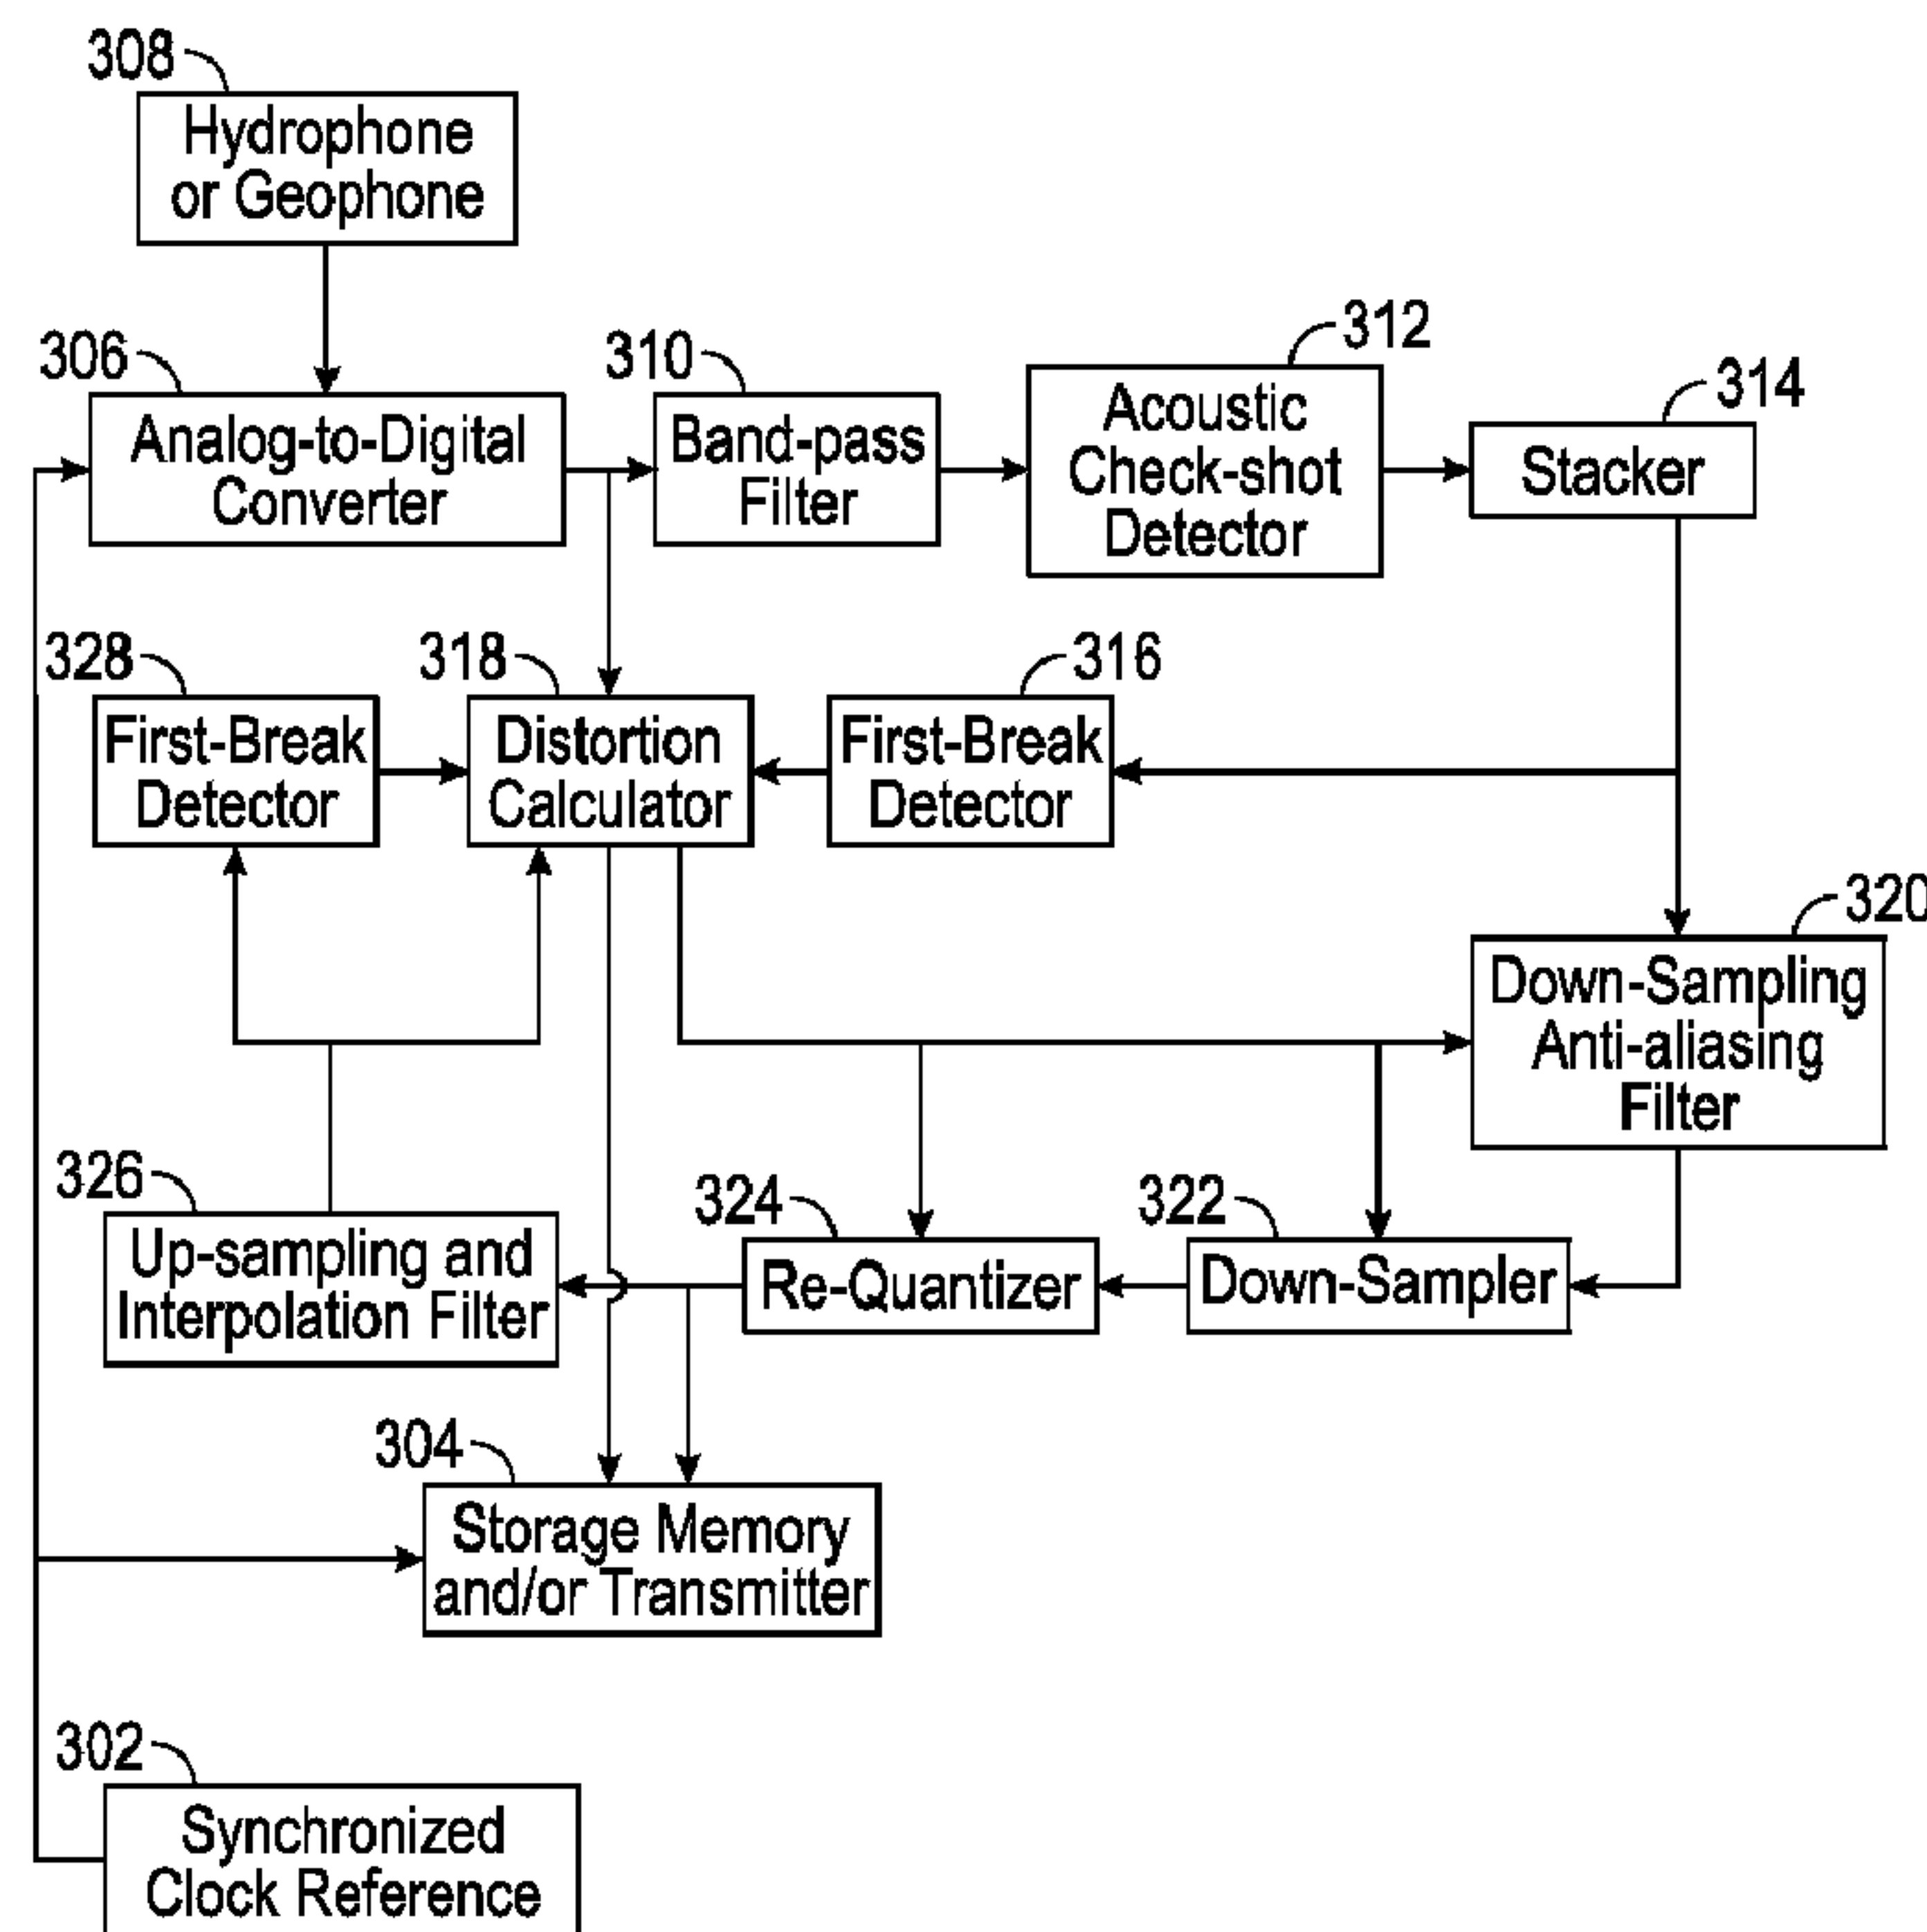 308
Hydrophone
or Geophone
306
Analog-to-Digital
Converter
310
Band-pass
Filter
312
Acoustic
Check-shot
Detector
314
Stacker
328
First-Break
Detector
318
Distortion
Calculator
316
First-Break
Detector
320
Down-Sampling
Anti-aliasing
Filter
326
Up-sampling and
Interpolation Filter
324
Re-Quantizer
322
Down-Sampler
304
Storage Memory
and/or Transmitter
302
Synchronized
Clock Reference